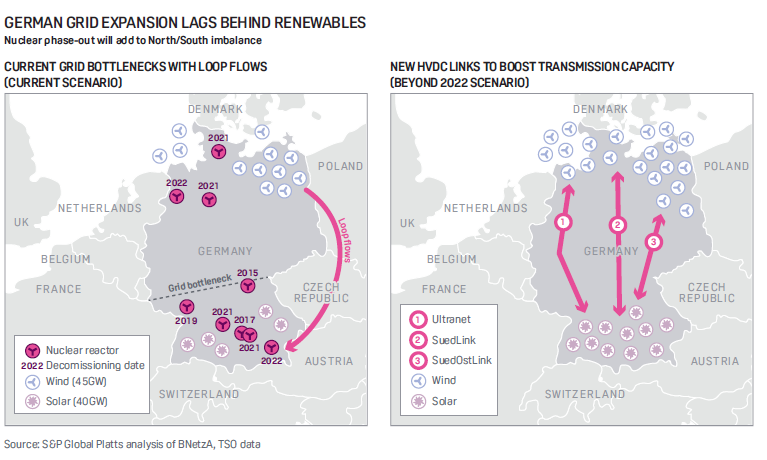 GERMAN GRID EXPANSION LAGS BEHIND RENEWABLES
Nuclear phase-out will add to North/South imbalance
CURRENT GRID BOTTLENECKS WITH LOOP FLOWS
(CURRENT SCENARIO)
DENMARK
2021
POLAND
2022
2021
NETHERLANDS
UK
Loop flows
GERMANY
BELGIUM
Grid bottleneck
2015
FRANCE
CZECH
REPUBLIC
2019
2021
2017
2021
2022
AUSTRIA
SWITZERLAND
Nuclear reactor
2022 Decomissioning date
Wind (45GW)
Solar (40GW)
NEW HVDC LINKS TO BOOST TRANSMISSION CAPACITY
(BEYOND 2022 SCENARIO)
DENMARK
POLAND
NETHERLANDS
UK
1
2
3
GERMANY
BELGIUM
FRANCE
CZECH
REPUBLIC
AUSTRIA
SWITZERLAND
1 Ultranet
2 SuedLink
3 SuedOstLink
Wind
Solar
Source: S&P Global Platts analysis of BNetzA, TSO data